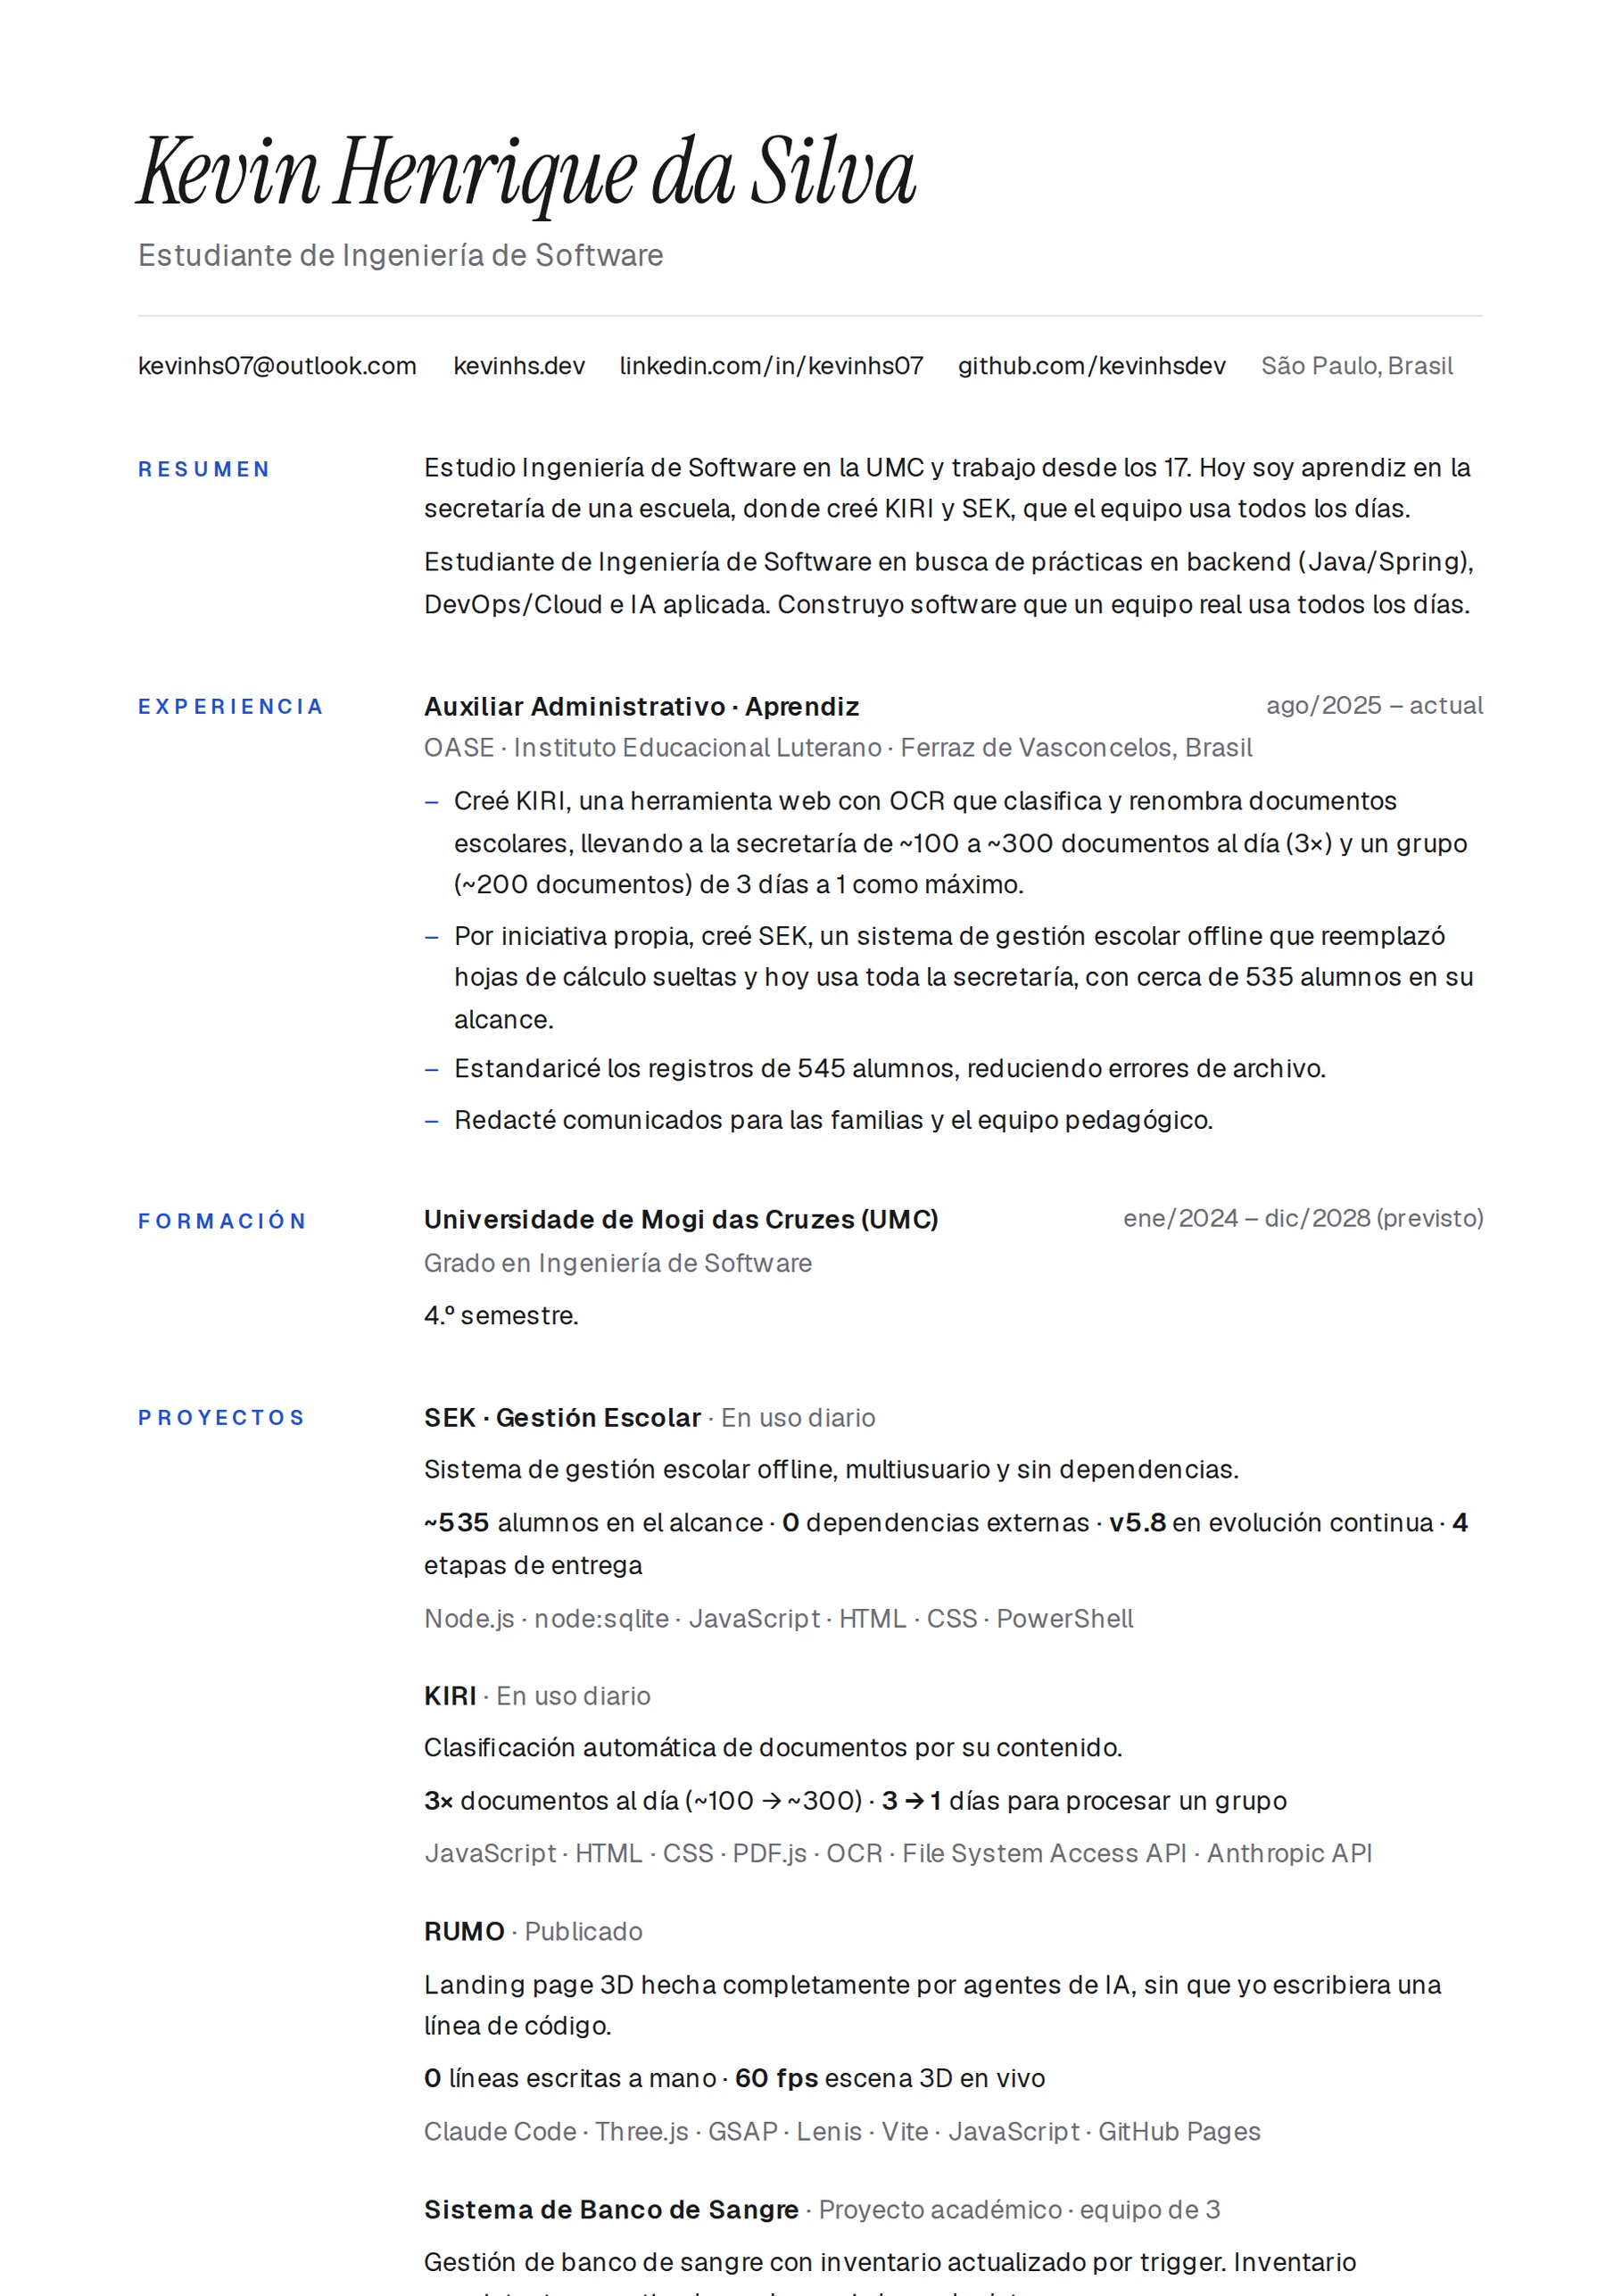 Kevin Henrique da Silva
Estudiante de Ingeniería de Software
kevinhs07@outlook.com kevinhs.dev linkedin.com/in/kevinhs07 github.com/kevinhsdev São Paulo, Brasil
RESUMEN
Estudio Ingeniería de Software en la UMC y trabajo desde los 17. Hoy soy aprendiz en la
secretaría de una escuela, donde creé KIRI y SEK, que el equipo usa todos los días.
Estudiante de Ingeniería de Software en busca de prácticas en backend (Java/Spring),
DevOps/Cloud e IA aplicada. Construyo software que un equipo real usa todos los días.
EXPERIENCIA
Auxiliar Administrativo · Aprendiz ago/2025 – actual
OASE · Instituto Educacional Luterano · Ferraz de Vasconcelos, Brasil
– Creé KIRI, una herramienta web con OCR que clasifica y renombra documentos
escolares, llevando a la secretaría de ~100 a ~300 documentos al día (3×) y un grupo
(~200 documentos) de 3 días a 1 como máximo.
– Por iniciativa propia, creé SEK, un sistema de gestión escolar offline que reemplazó
hojas de cálculo sueltas y hoy usa toda la secretaría, con cerca de 535 alumnos en su
alcance.
– Estandaricé los registros de 545 alumnos, reduciendo errores de archivo.
– Redacté comunicados para las familias y el equipo pedagógico.
FORMACIÓN
Universidade de Mogi das Cruzes (UMC) ene/2024 – dic/2028 (previsto)
Grado en Ingeniería de Software
4.º semestre.
PROYECTOS
SEK · Gestión Escolar · En uso diario
Sistema de gestión escolar offline, multiusuario y sin dependencias.
~535 alumnos en el alcance · 0 dependencias externas · v5.8 en evolución continua · 4
etapas de entrega
Node.js · node:sqlite · JavaScript · HTML · CSS · PowerShell
KIRI · En uso diario
Clasificación automática de documentos por su contenido.
3× documentos al día (~100 → ~300) · 3 → 1 días para procesar un grupo
JavaScript · HTML · CSS · PDF.js · OCR · File System Access API · Anthropic API
RUMO · Publicado
Landing page 3D hecha completamente por agentes de IA, sin que yo escribiera una
línea de código.
0 líneas escritas a mano · 60 fps escena 3D en vivo
Claude Code · Three.js · GSAP · Lenis · Vite · JavaScript · GitHub Pages
Sistema de Banco de Sangre · Proyecto académico · equipo de 3
Gestión de banco de sangre con inventario actualizado por trigger. Inventario